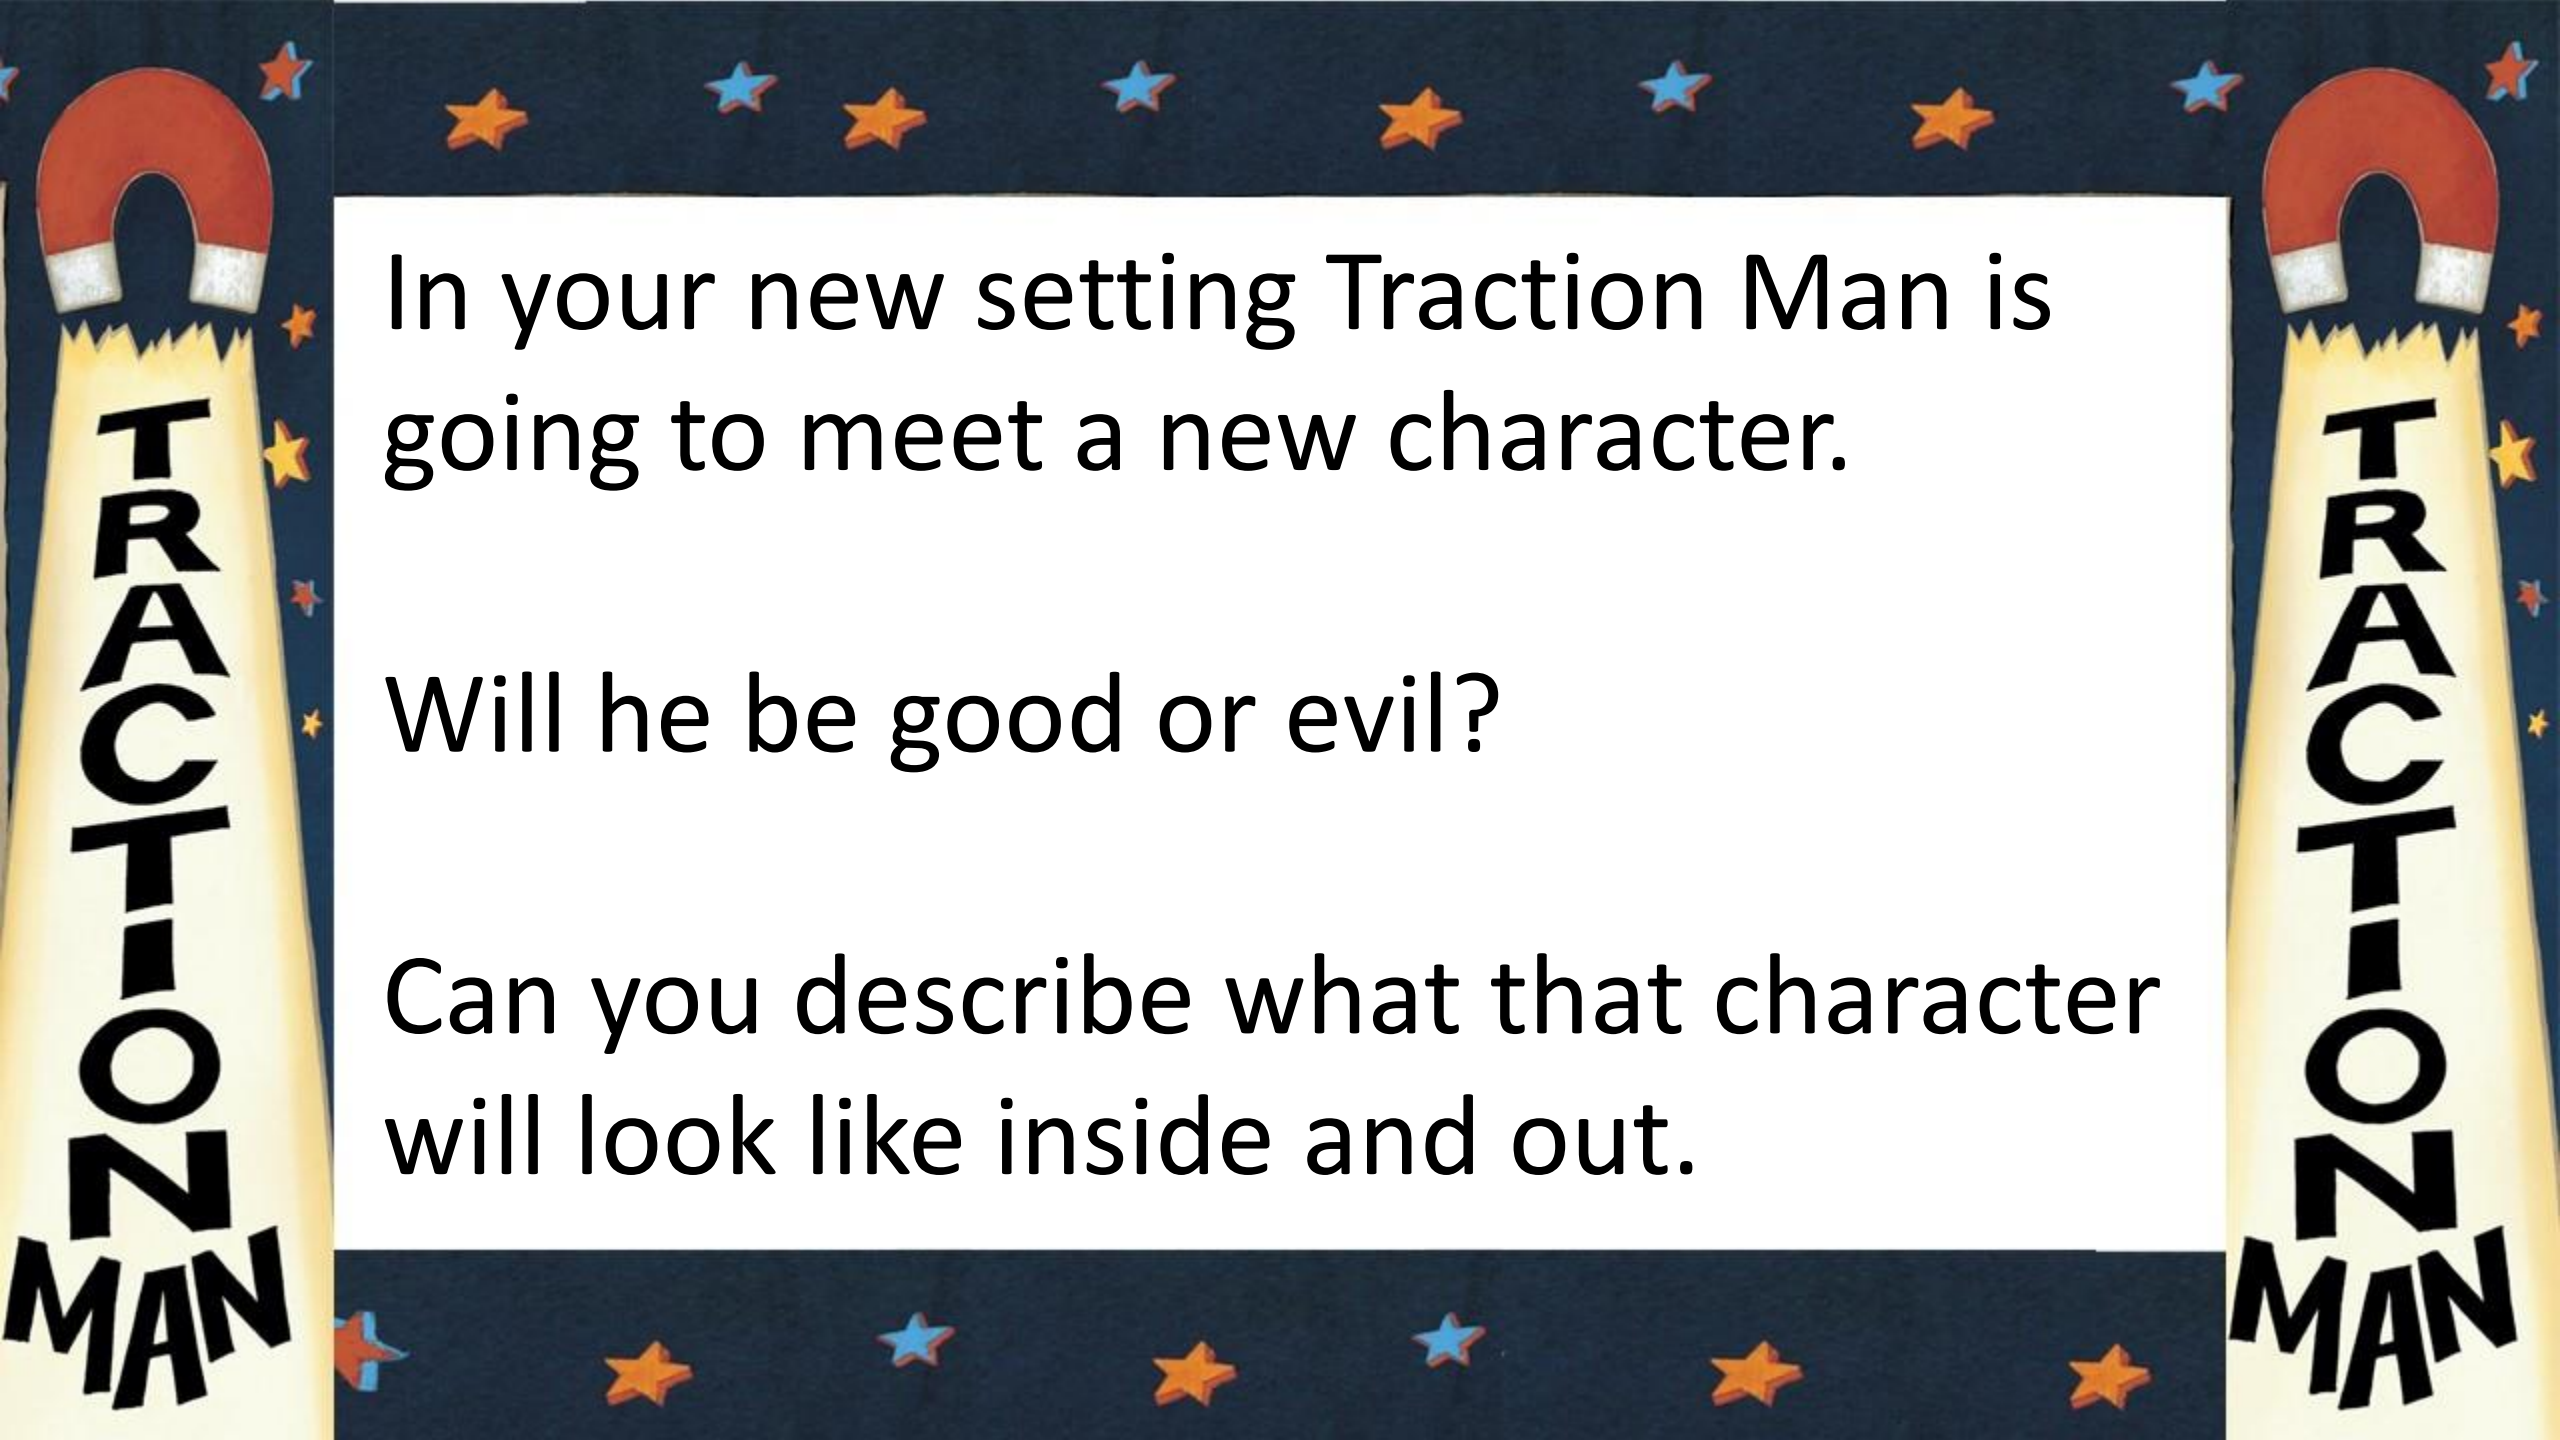 TRACTION
MAN
In your new setting Traction Man is
going to meet a new character.
Will he be good or evil?
Can you describe what that character
will look like inside and out.
TRACTION
MAN